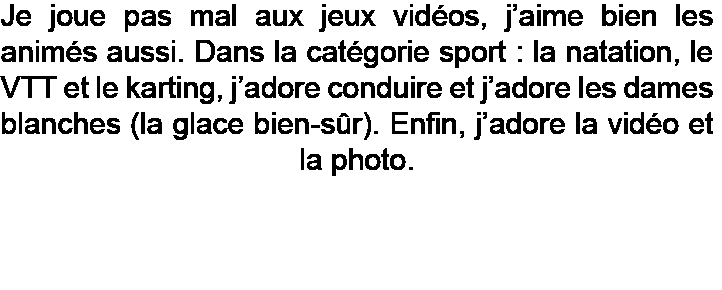 Je joue pas mal aux jeux vidéos, j’aime bien les
animés aussi. Dans la catégorie sport : la natation, le
VTT et le karting, j’adore conduire et j’adore les dames
blanches (la glace bien-sûr). Enfin, j’adore la vidéo et
la photo.